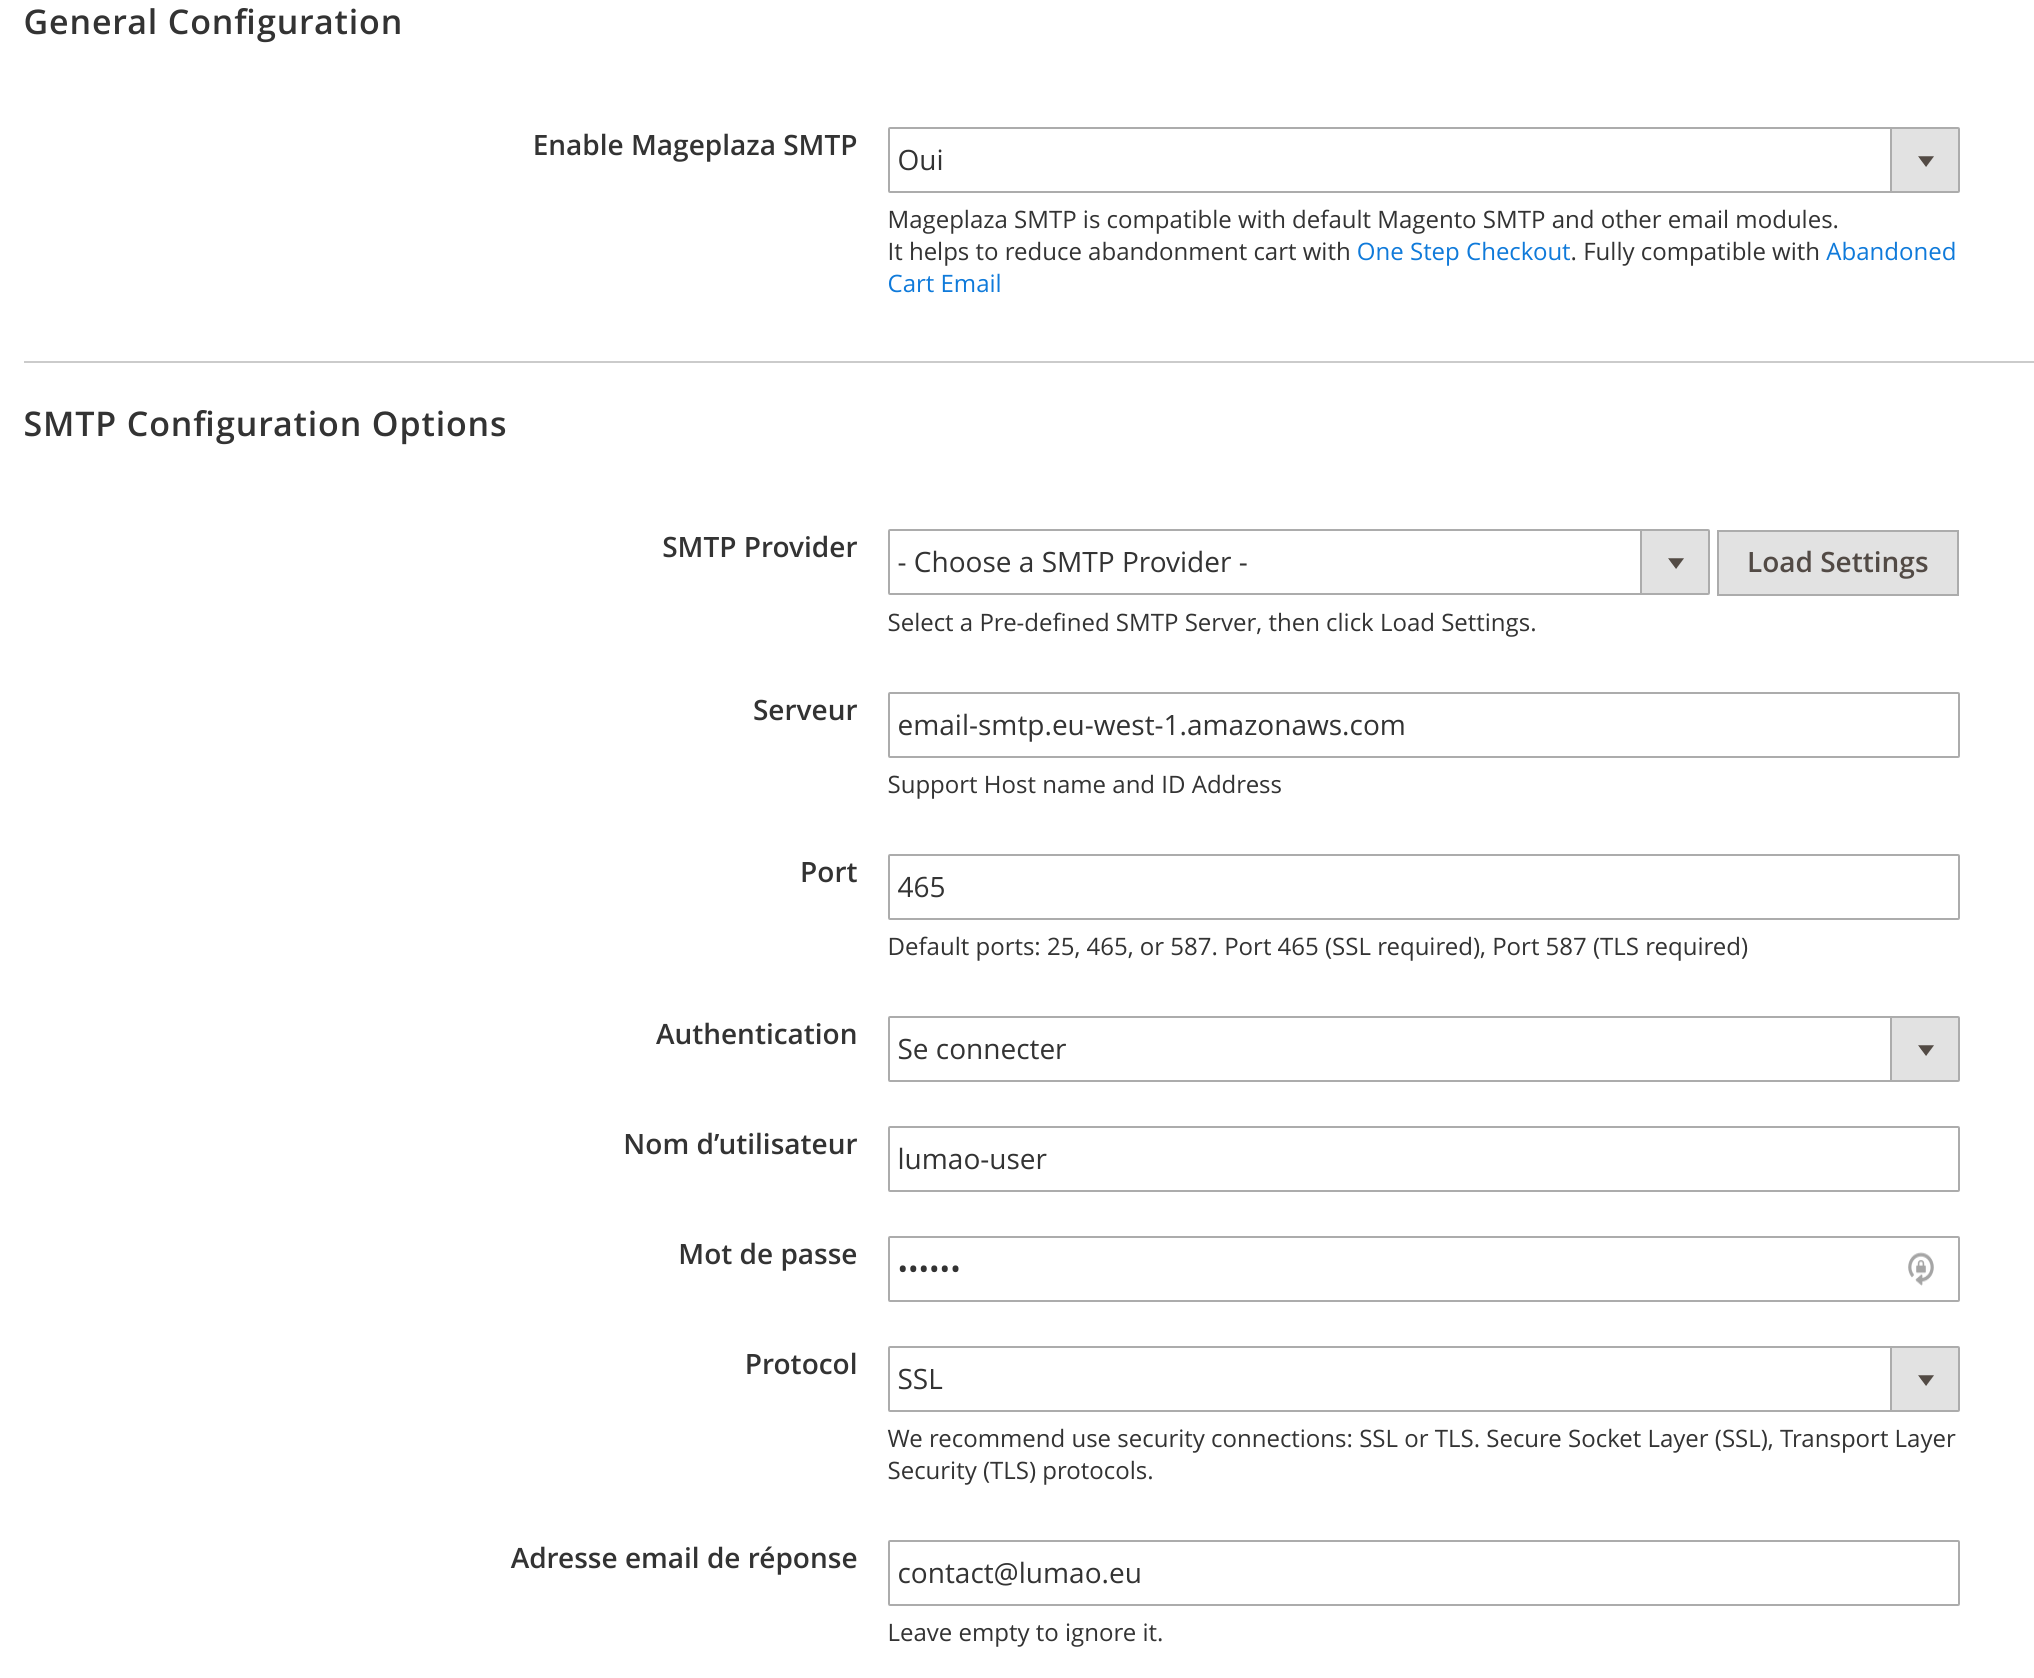 General Configuration
Enable Mageplaza SMTP
Oui
Mageplaza SMTP is compatible with default Magento SMTP and other email modules.
It helps to reduce abandonment cart with One Step Checkout. Fully compatible with Abandoned
Cart Email
SMTP Configuration Options
SMTP Provider
- Choose a SMTP Provider -
Load Settings
Select a Pre-defined SMTP Server, then click Load Settings.
Serveur
email-smtp.eu-west-1.amazonaws.com
Support Host name and ID Address
Port
465
Default ports: 25, 465, or 587. Port 465 (SSL required), Port 587 (TLS required)
Authentication
Se connecter
Nom d’utilisateur
lumao-user
Mot de passe
••••••
Protocol
SSL
We recommend use security connections: SSL or TLS. Secure Socket Layer (SSL), Transport Layer
Security (TLS) protocols.
Adresse email de réponse
contact@lumao.eu
Leave empty to ignore it.